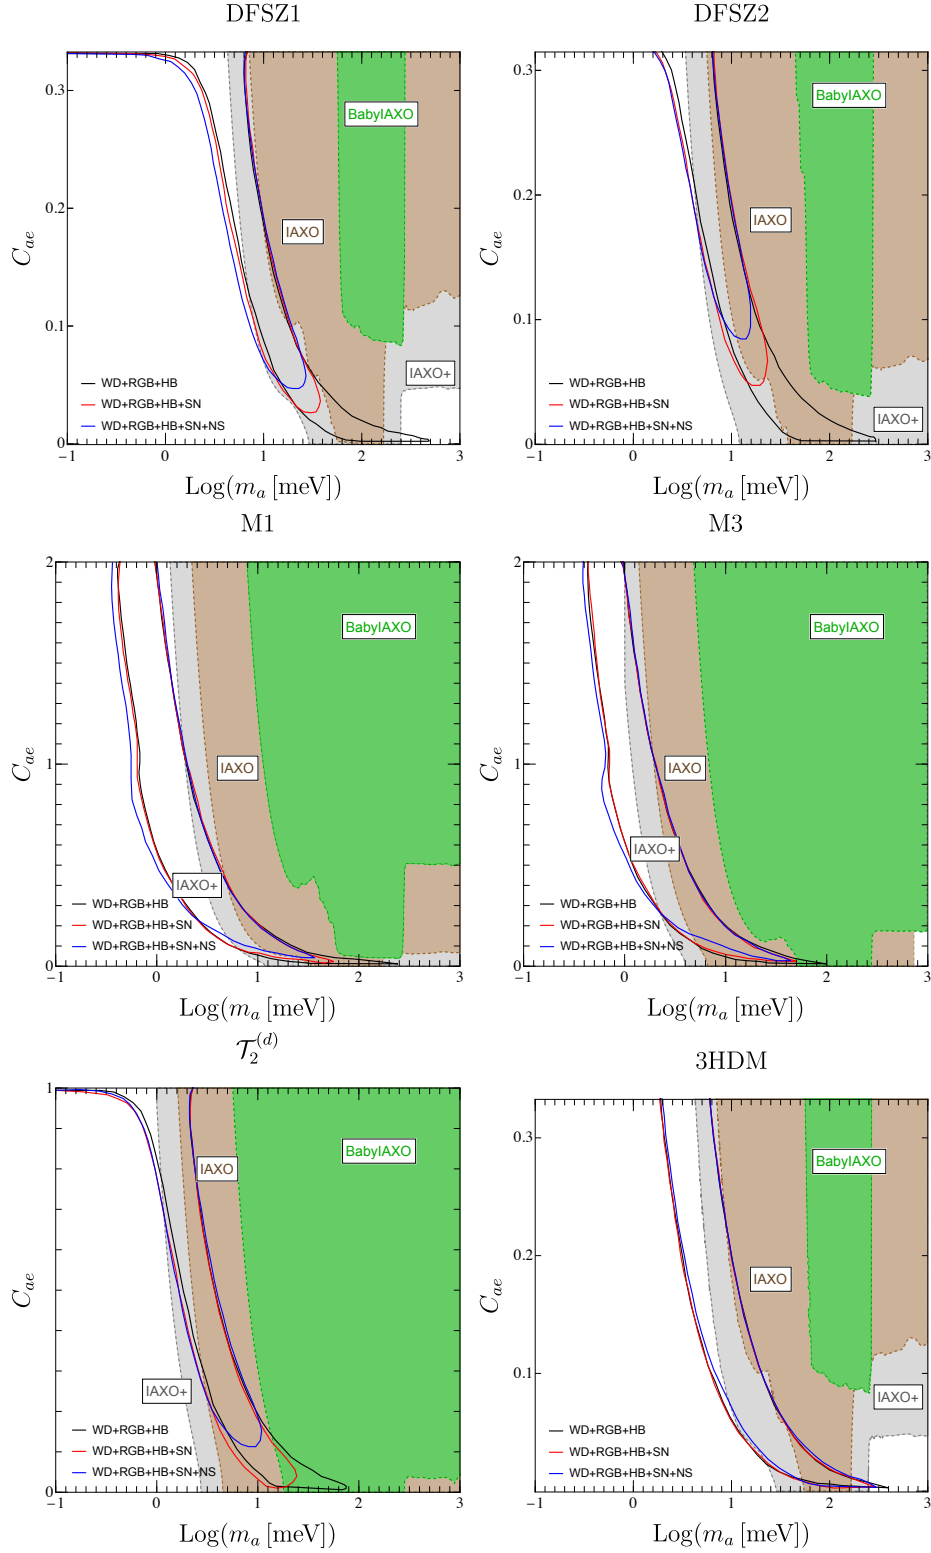 DFSZ1
C_ae
0.3
0.2
0.1
0
BabyIAXO
IAXO
IAXO+
WD+RGB+HB
WD+RGB+HB+SN
WD+RGB+HB+SN+NS
−1 0 1 2 3
Log(m_a [meV])
DFSZ2
C_ae
0.3
0.2
0.1
0
BabyIAXO
IAXO
IAXO+
WD+RGB+HB
WD+RGB+HB+SN
WD+RGB+HB+SN+NS
−1 0 1 2 3
Log(m_a [meV])
M1
C_ae
2
1
0
BabyIAXO
IAXO
IAXO+
WD+RGB+HB
WD+RGB+HB+SN
WD+RGB+HB+SN+NS
−1 0 1 2 3
Log(m_a [meV])
M3
C_ae
2
1
0
BabyIAXO
IAXO
IAXO+
WD+RGB+HB
WD+RGB+HB+SN
WD+RGB+HB+SN+NS
−1 0 1 2 3
Log(m_a [meV])
𝒯_2^(d)
C_ae
1
0
BabyIAXO
IAXO
IAXO+
WD+RGB+HB
WD+RGB+HB+SN
WD+RGB+HB+SN+NS
−1 0 1 2 3
Log(m_a [meV])
3HDM
C_ae
0.3
0.2
0.1
BabyIAXO
IAXO
IAXO+
WD+RGB+HB
WD+RGB+HB+SN
WD+RGB+HB+SN+NS
−1 0 1 2 3
Log(m_a [meV])